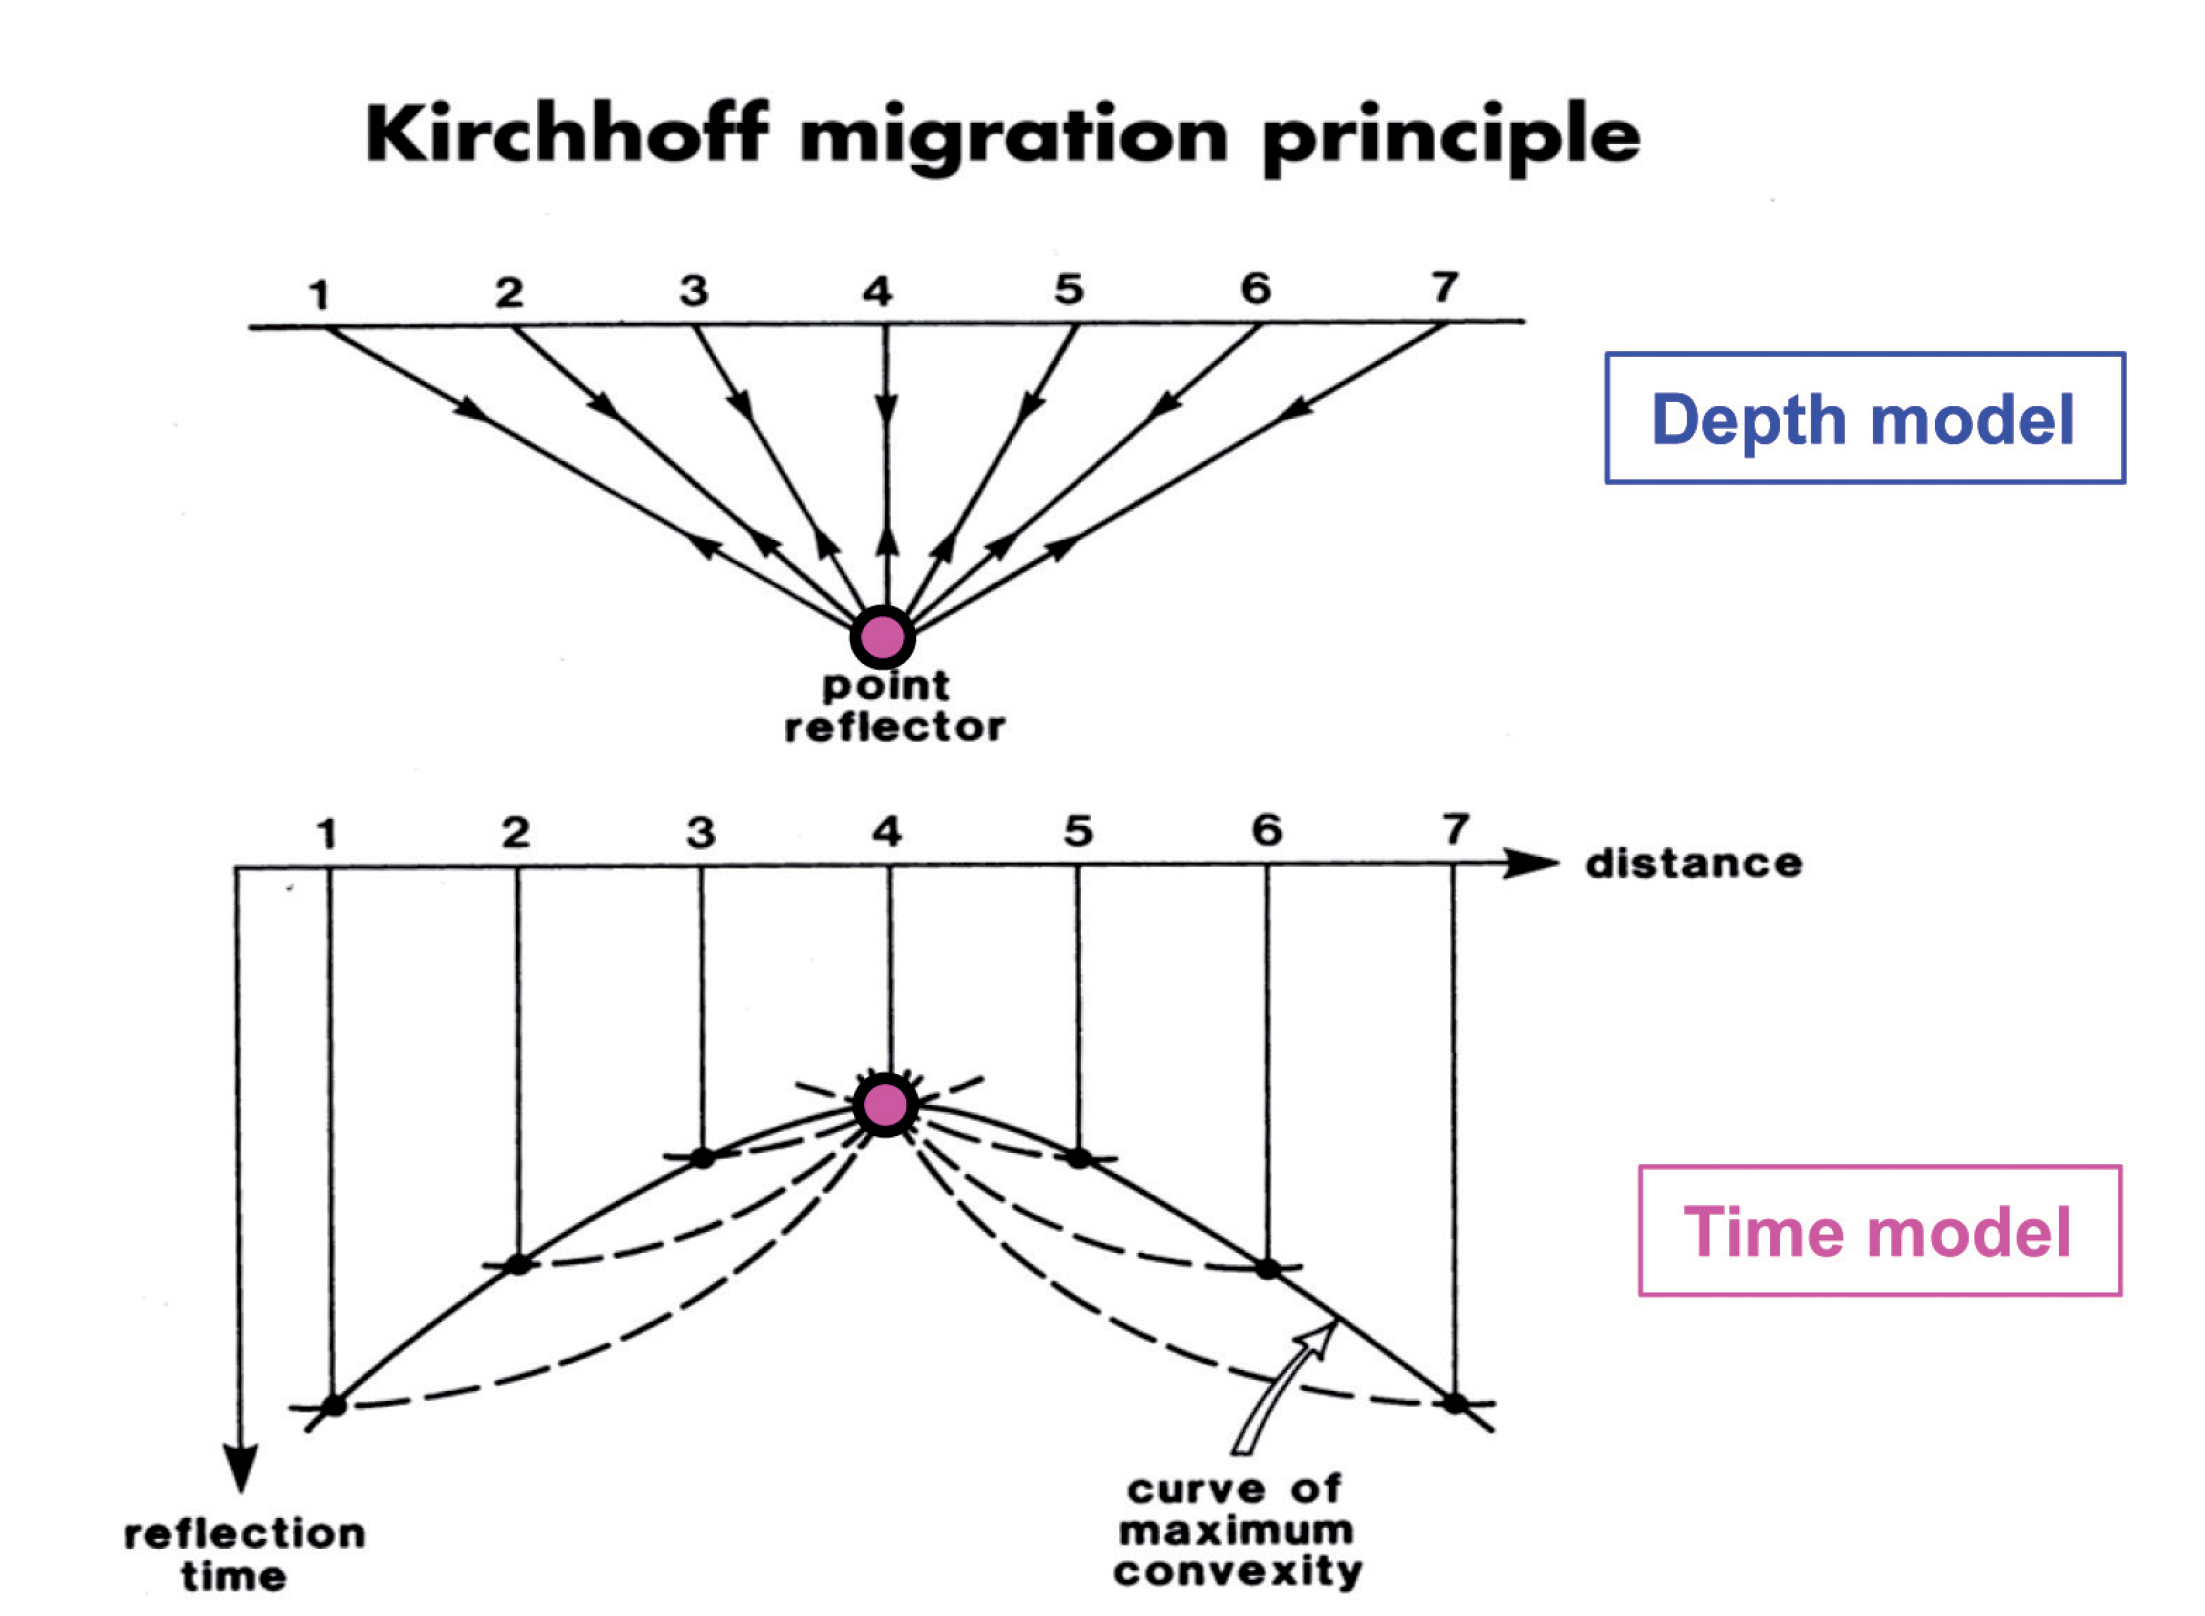 Kirchhoff migration principle
1 2 3 4 5 6 7
Depth model
point
reflector
1 2 3 4 5 6 7
distance
Time model
curve of
maximum
convexity
reflection
time